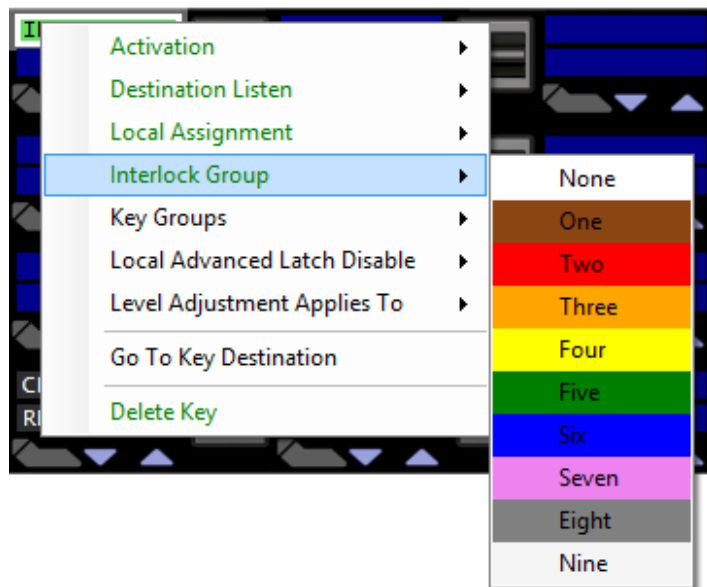 Activation
Destination Listen
Local Assignment
Interlock Group
Key Groups
Local Advanced Latch Disable
Level Adjustment Applies To
Go To Key Destination
Delete Key
None
One
Two
Three
Four
Five
Six
Seven
Eight
Nine